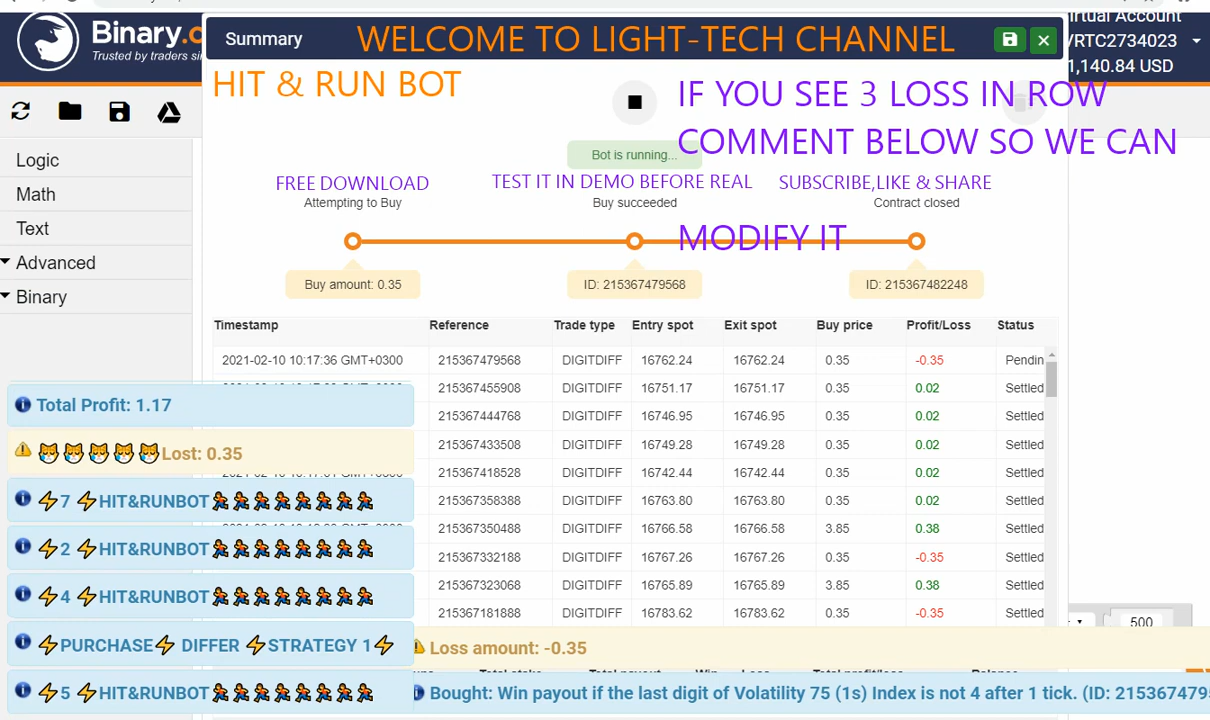 Binary.c
Trusted by traders si
Summary
WELCOME TO LIGHT-TECH CHANNEL
Virtual Account
VRTC2734023
1,140.84 USD
HIT & RUN BOT
IF YOU SEE 3 LOSS IN ROW
COMMENT BELOW SO WE CAN
MODIFY IT
Bot is running...
FREE DOWNLOAD
TEST IT IN DEMO BEFORE REAL
SUBSCRIBE,LIKE & SHARE
Attempting to Buy
Buy succeeded
Contract closed
Buy amount: 0.35
ID: 215367479568
ID: 215367482248
Logic
Math
Text
Advanced
Binary
Timestamp Reference Trade type Entry spot Exit spot Buy price Profit/Loss Status
2021-02-10 10:17:36 GMT+0300 215367479568 DIGITDIFF 16762.24 16762.24 0.35 -0.35 Pendin
215367455908 DIGITDIFF 16751.17 16751.17 0.35 0.02 Settled
215367444768 DIGITDIFF 16746.95 16746.95 0.35 0.02 Settled
215367433508 DIGITDIFF 16749.28 16749.28 0.35 0.02 Settled
215367418528 DIGITDIFF 16742.44 16742.44 0.35 0.02 Settled
215367358388 DIGITDIFF 16763.80 16763.80 0.35 0.02 Settled
215367350488 DIGITDIFF 16766.58 16766.58 3.85 0.38 Settled
215367332188 DIGITDIFF 16767.26 16767.26 0.35 -0.35 Settled
215367323068 DIGITDIFF 16765.89 16765.89 3.85 0.38 Settled
215367181888 DIGITDIFF 16783.62 16783.62 0.35 -0.35 Settled
Total Profit: 1.17
😿😿😿😿😿Lost: 0.35
⚡7 ⚡HIT&RUNBOT🏃🏃🏃🏃🏃🏃🏃🏃
⚡2 ⚡HIT&RUNBOT🏃🏃🏃🏃🏃🏃🏃🏃
⚡4 ⚡HIT&RUNBOT🏃🏃🏃🏃🏃🏃🏃🏃
⚡PURCHASE⚡ DIFFER ⚡STRATEGY 1⚡
⚡5 ⚡HIT&RUNBOT🏃🏃🏃🏃🏃🏃🏃🏃
500
Loss amount: -0.35
Bought: Win payout if the last digit of Volatility 75 (1s) Index is not 4 after 1 tick. (ID: 2153674795